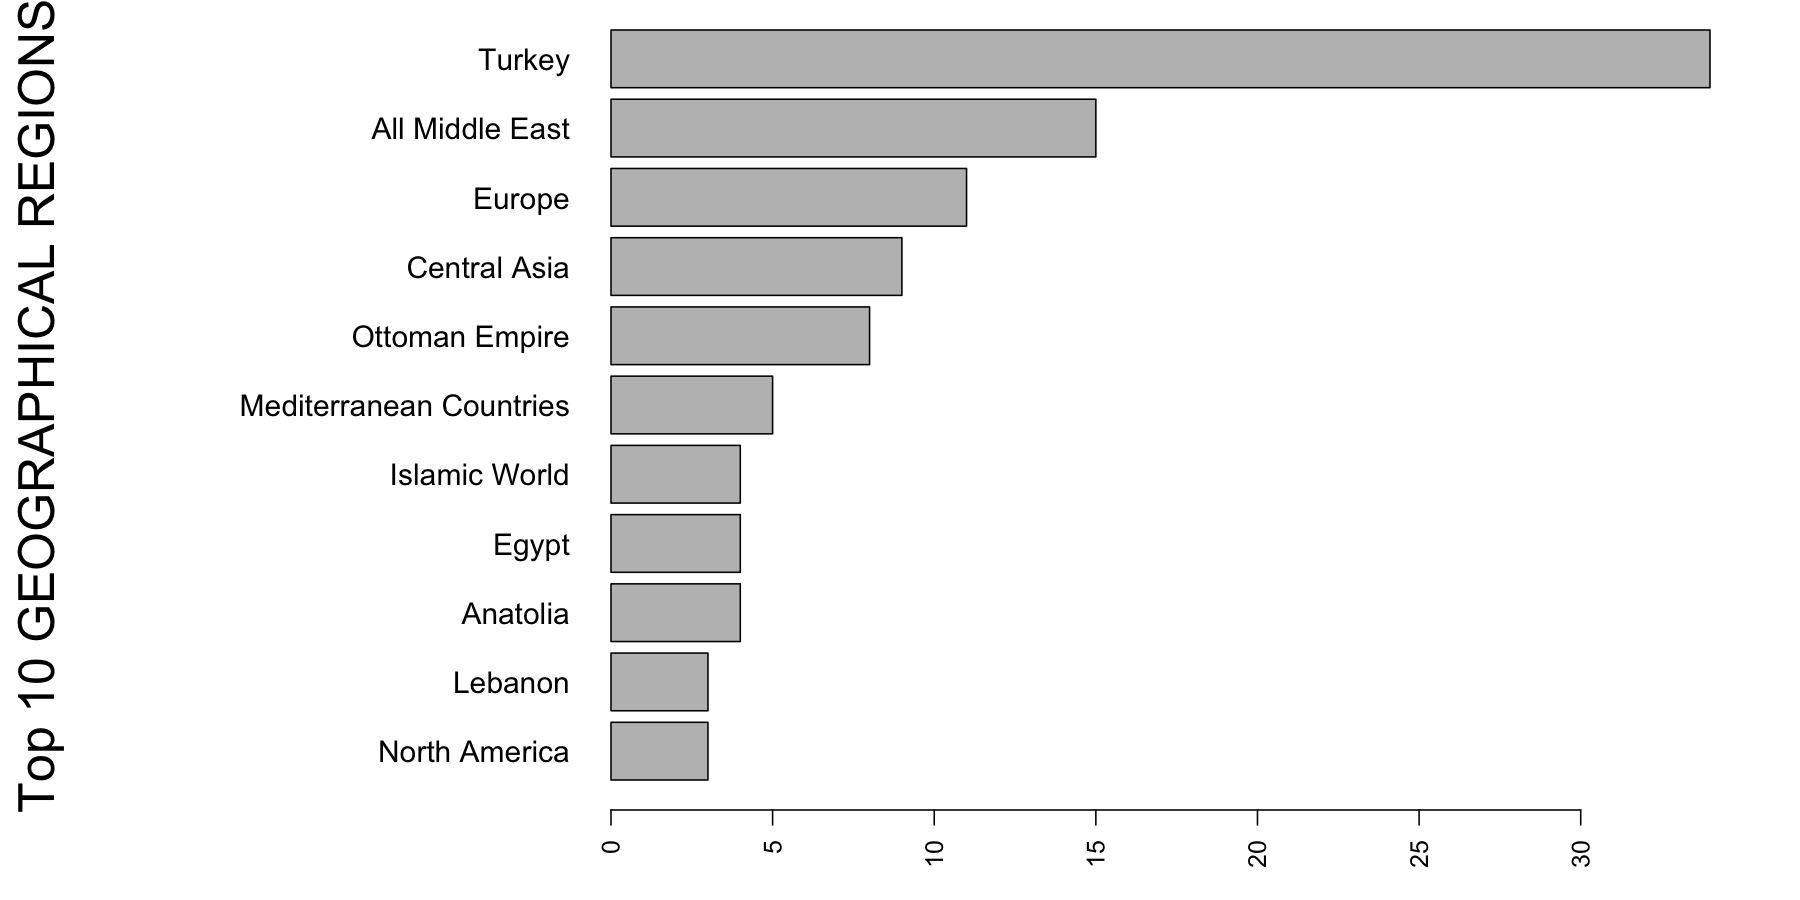 Top 10 GEOGRAPHICAL REGIONS
Turkey
All Middle East
Europe
Central Asia
Ottoman Empire
Mediterranean Countries
Islamic World
Egypt
Anatolia
Lebanon
North America
0 5 10 15 20 25 30